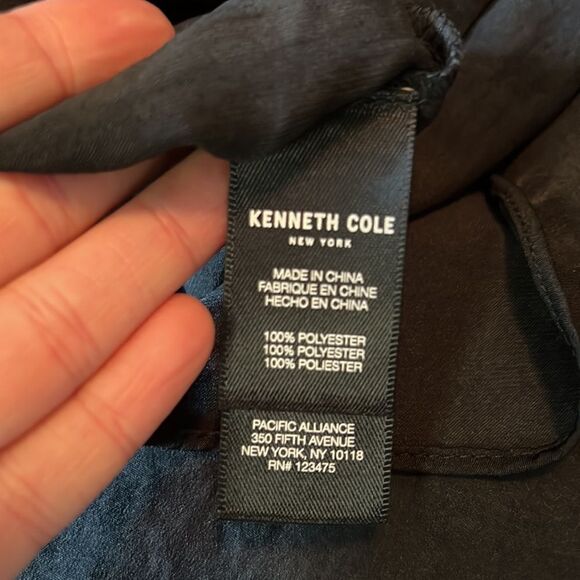 KENNETH COLE
NEW YORK
MADE IN CHINA
FABRIQUE EN CHINE
HECHO EN CHINA
100% POLYESTER
100% POLYESTER
100% POLIESTER
PACIFIC ALLIANCE
350 FIFTH AVENUE
NEW YORK, NY 10118
RN# 123475